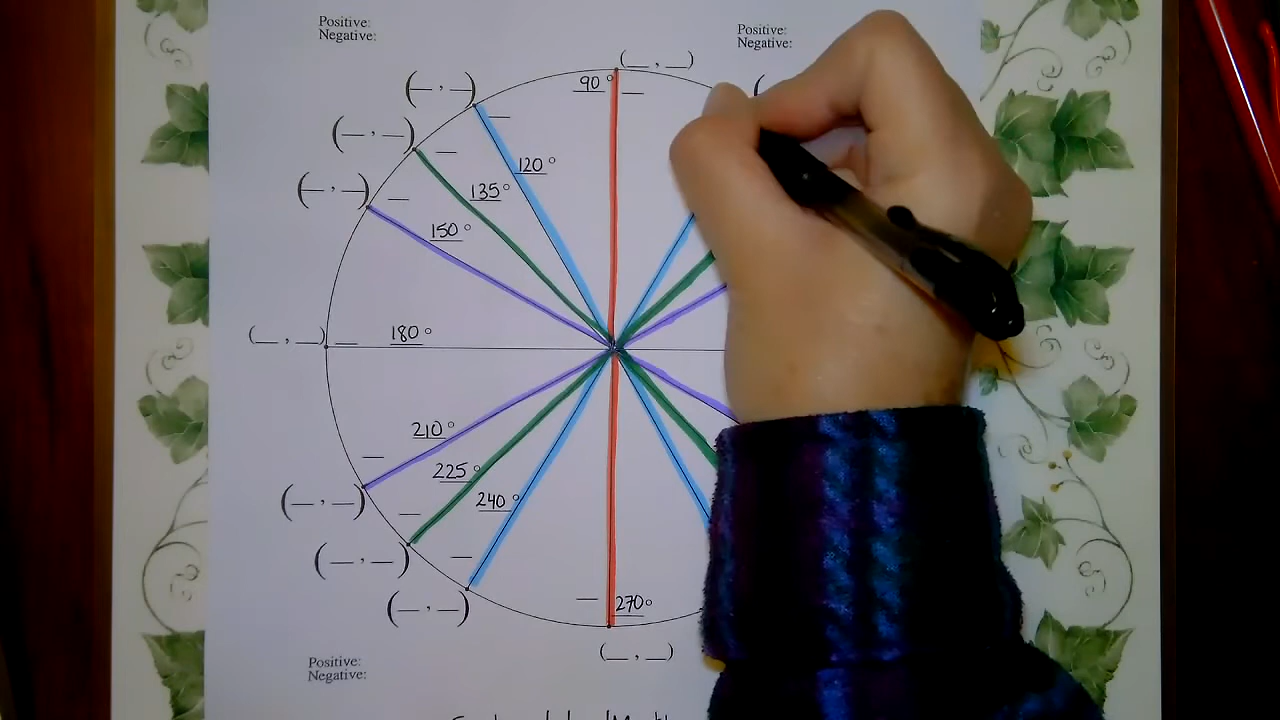 Positive:
Negative:
Positive:
Negative:
(__ , __)
90°
(__ , __)
(
(__ , __)
120°
135°
(__ , __)
150°
(__ , __)
180°
210°
225°
(__ , __)
240°
(__ , __)
(__ , __)
270°
(__ , __)
Positive:
Negative: